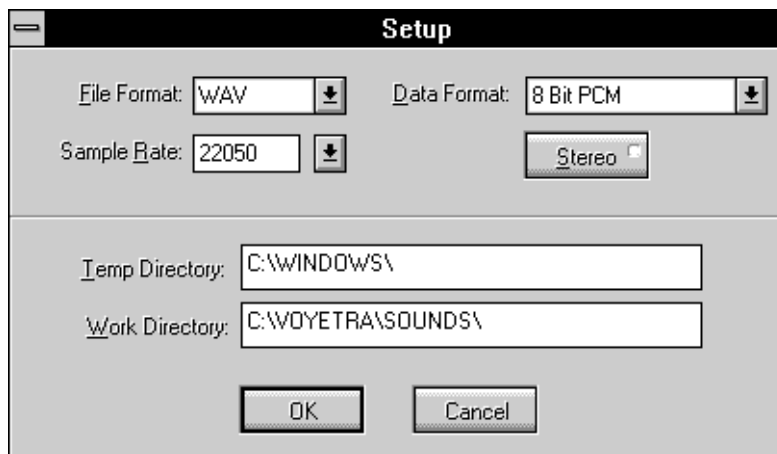 Setup
File Format: WAV Data Format: 8 Bit PCM
Sample Rate: 22050 Stereo
Temp Directory: C:\WINDOWS\
Work Directory: C:\VOYETRA\SOUNDS\
OK Cancel